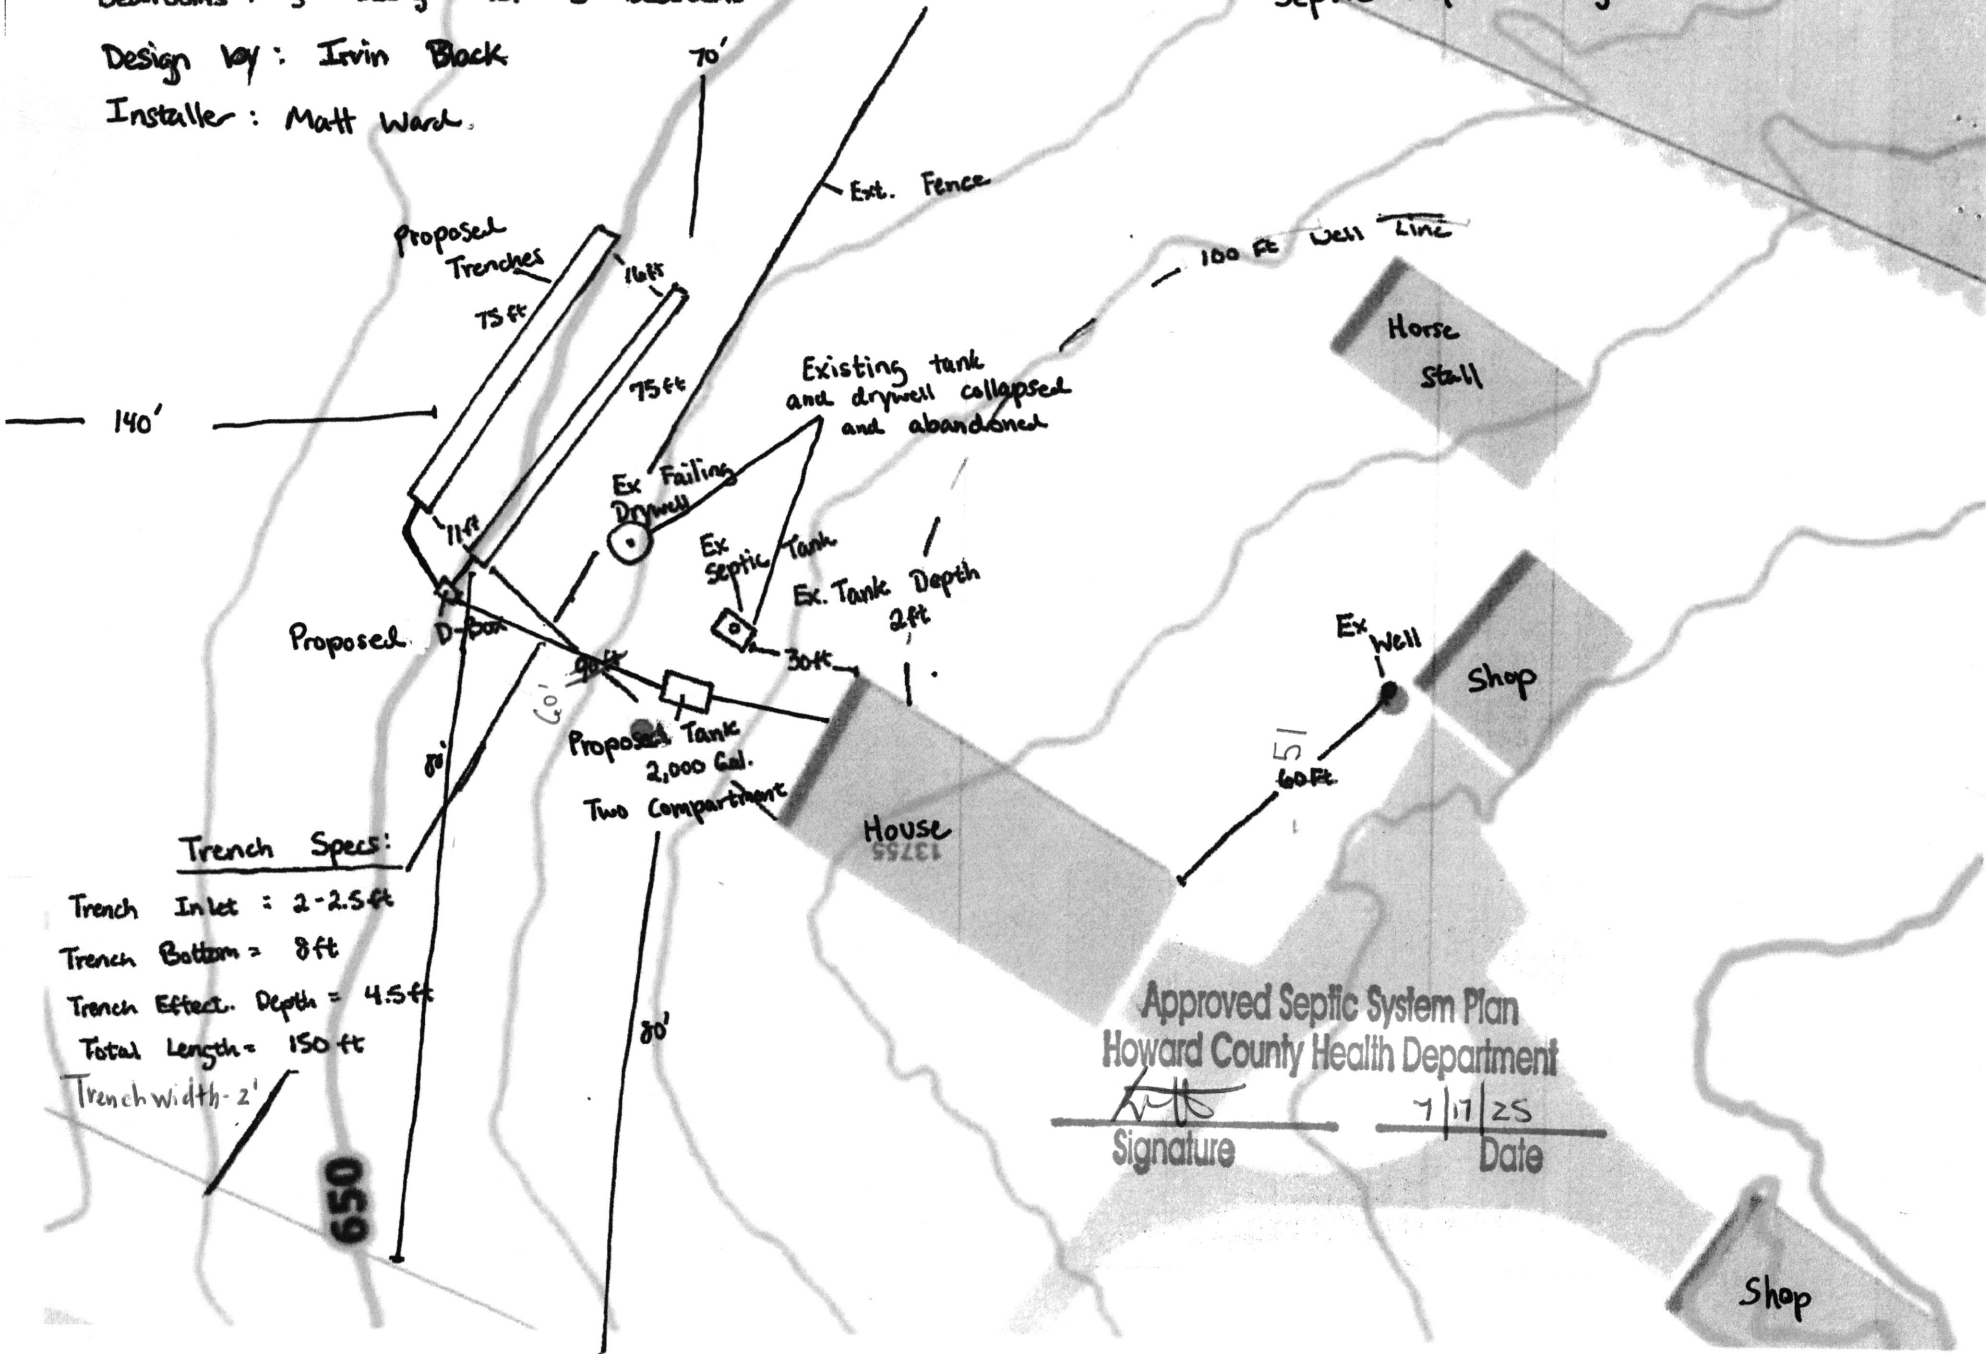 Design by: Irvin Black
Installer: Matt Ward.
70'
Ext. Fence
Proposed
Trenches
16ft
75 ft
100 Ft Well Line
Horse
Stall
75 ft
Existing tank
and drywell collapsed
and abandoned
140'
Ex Failing
Drywell
11ft
Ex
Septic Tank
Ex. Tank Depth
2ft
Proposed D-Box
30ft
90ft
60'
Ex
Well
Shop
Proposed Tank
2,000 Gal.
Two Compartment
80'
51
60Ft
House
13755
Trench Specs:
Trench Inlet : 2-2.5ft
Trench Bottom = 8ft
Trench Effect. Depth = 4.5ft
Total Length = 150 ft
Trench width - 2'
80'
650
Approved Septic System Plan
Howard County Health Department
7/17/25
Signature
Date
Shop